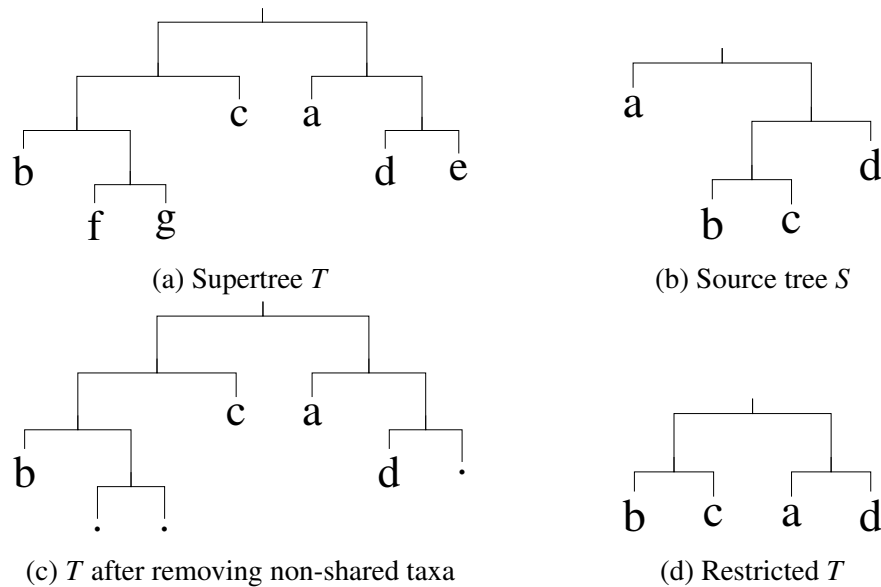 c a
b d e
f g
(a) Supertree T
a
d
b c
(b) Source tree S
c a
b d .
. .
(c) T after removing non-shared taxa
b c a d
(d) Restricted T